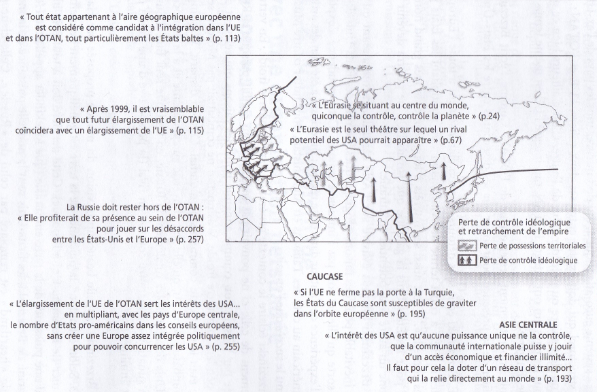 « Tout état appartenant à l'aire géographique européenne
est considéré comme candidat à l'intégration dans l'UE
et dans l'OTAN, tout particulièrement les États baltes » (p. 113)
« Après 1999, il est vraisemblable
que tout futur élargissement de l'OTAN
coïncidera avec un élargissement de l'UE » (p. 115)
« L'Eurasie se situant au centre du monde,
quiconque la contrôle, contrôle la planète » (p.24)
« L'Eurasie est le seul théâtre sur lequel un rival
potentiel des USA pourrait apparaître » (p.67)
La Russie doit rester hors de l'OTAN :
« Elle profiterait de sa présence au sein de l'OTAN
pour jouer sur les désaccords
entre les États-Unis et l'Europe » (p. 257)
Perte de contrôle idéologique
et retranchement de l'empire
Perte de possessions territoriales
Perte de contrôle idéologique
« L'élargissement de l'UE de l'OTAN sert les intérêts des USA...
en multipliant, avec les pays d'Europe centrale,
le nombre d'Etats pro-américains dans les conseils européens,
sans créer une Europe assez intégrée politiquement
pour pouvoir concurrencer les USA » (p. 255)
CAUCASE
« Si l'UE ne ferme pas la porte à la Turquie,
les États du Caucase sont susceptibles de graviter
dans l'orbite européenne » (p. 195)
ASIE CENTRALE
« L'intérêt des USA est qu'aucune puissance unique ne la contrôle,
que la communauté internationale puisse y jouir
d'un accès économique et financier illimité...
Il faut pour cela la doter d'un réseau de transport
qui la relie directement au monde » (p. 193)